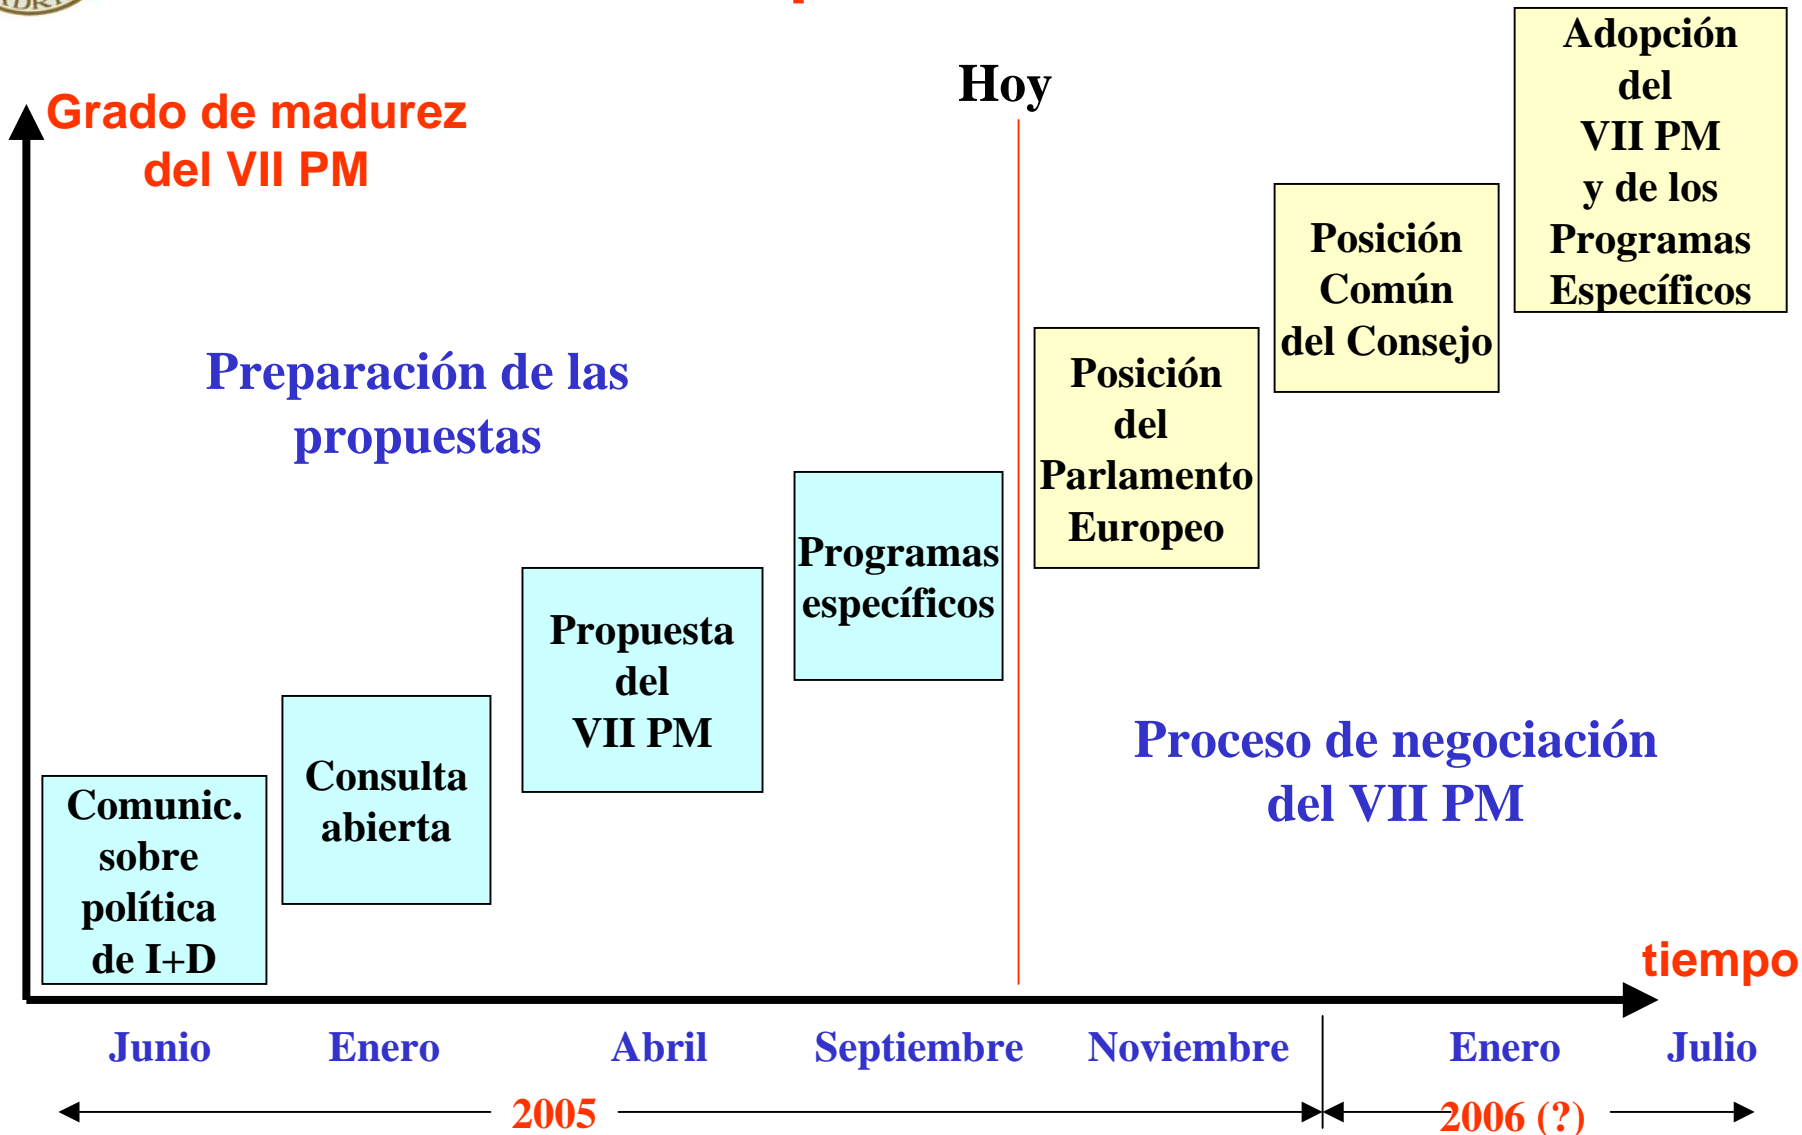 Hoy
Grado de madurez
del VII PM
Adopción
del
VII PM
y de los
Programas
Específicos
Posición
Común
del Consejo
Posición
del
Parlamento
Europeo
Preparación de las
propuestas
Programas
específicos
Propuesta
del
VII PM
Consulta
abierta
Comunic.
sobre
política
de I+D
Proceso de negociación
del VII PM
tiempo
Junio Enero Abril Septiembre Noviembre Enero Julio
2005 2006 (?)